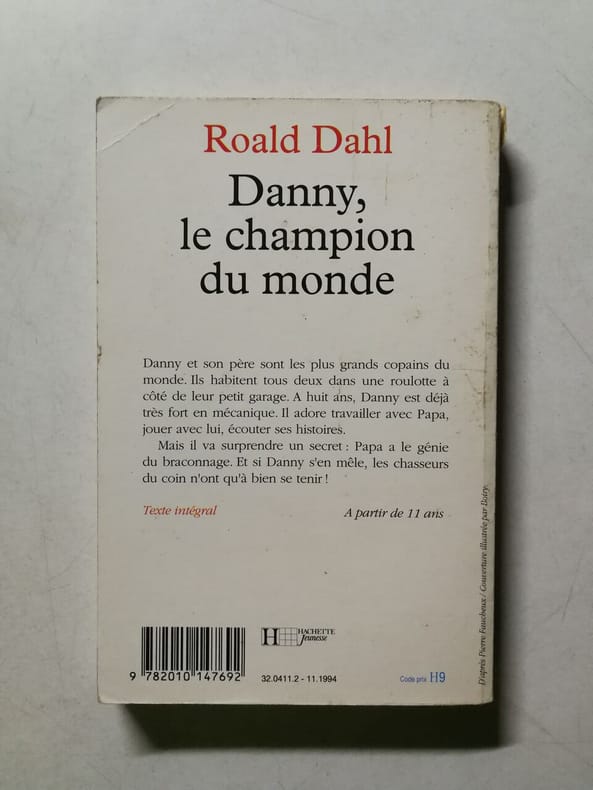 Roald Dahl
Danny,
le champion
du monde
Danny et son père sont les plus grands copains du
monde. Ils habitent tous deux dans une roulotte à
côté de leur petit garage. A huit ans, Danny est déjà
très fort en mécanique. Il adore travailler avec Papa,
jouer avec lui, écouter ses histoires.
Mais il va surprendre un secret : Papa a le génie
du braconnage. Et si Danny s'en mêle, les chasseurs
du coin n'ont qu'à bien se tenir !
Texte intégral
A partir de 11 ans
H HACHETTE
Jeunesse
9 782010 147692
32.0411.2 - 11.1994
Code prix H9
D'après Pierre Faucheux / Couverture illustrée par Boiry.